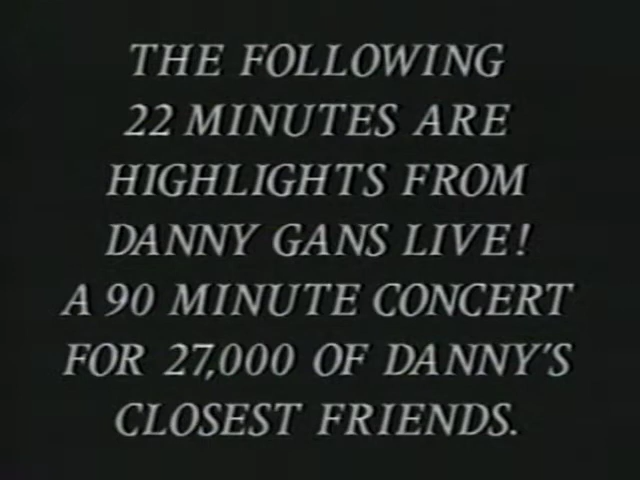 THE FOLLOWING
22 MINUTES ARE
HIGHLIGHTS FROM
DANNY GANS LIVE!
A 90 MINUTE CONCERT
FOR 27,000 OF DANNY'S
CLOSEST FRIENDS.